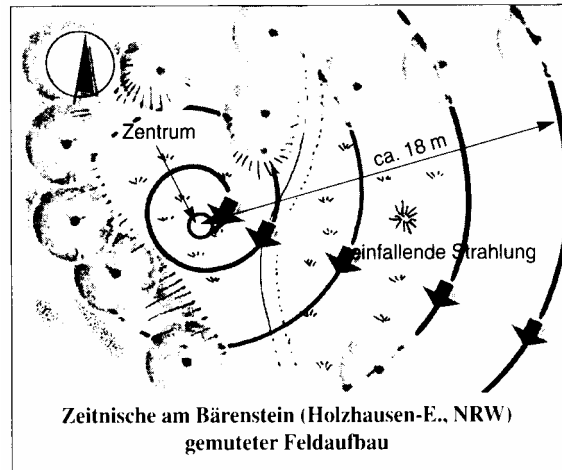 Zentrum
ca. 18 m
einfallende Strahlung
Zeitnische am Bärenstein (Holzhausen-E., NRW)
gemuteter Feldaufbau